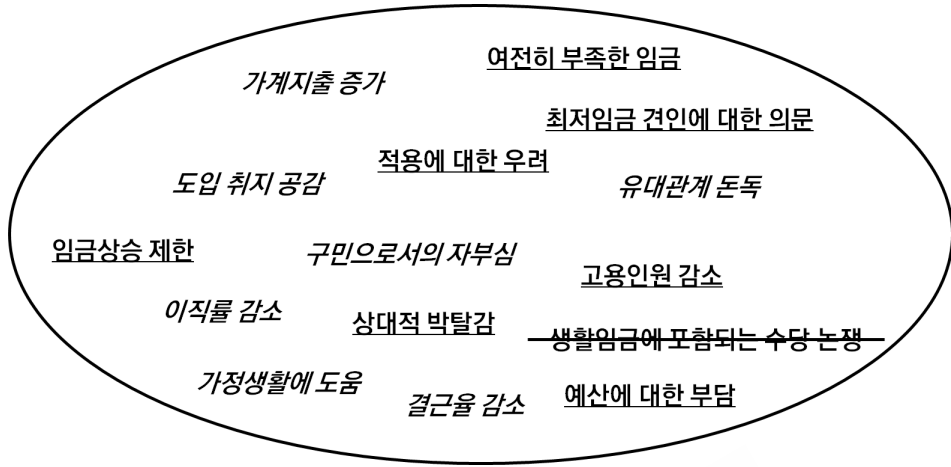 여전히 부족한 임금
가계지출 증가
최저임금 견인에 대한 의문
적용에 대한 우려
도입 취지 공감
유대관계 돈독
임금상승 제한
구민으로서의 자부심
고용인원 감소
이직률 감소
상대적 박탈감
생활임금에 포함되는 수당 논쟁
가정생활에 도움
결근율 감소
예산에 대한 부담